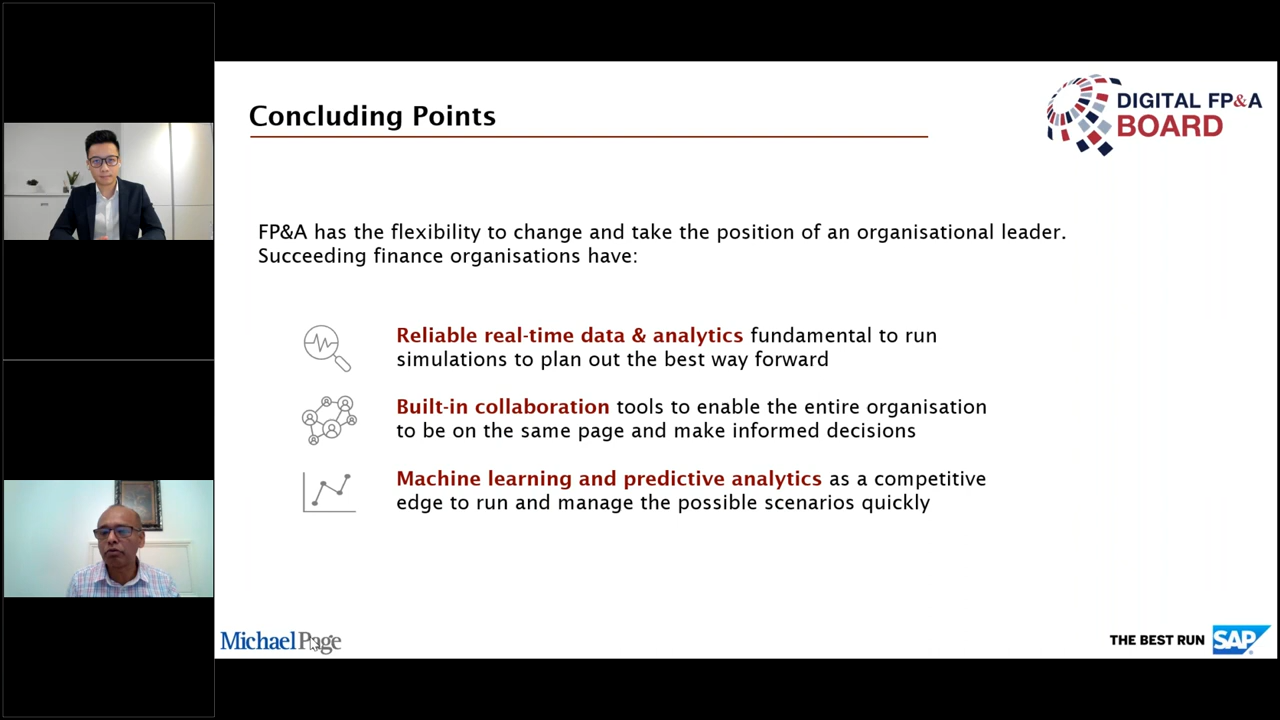 Concluding Points
DIGITAL FP&A
BOARD
FP&A has the flexibility to change and take the position of an organisational leader.
Succeeding finance organisations have:
Reliable real-time data & analytics fundamental to run
simulations to plan out the best way forward
Built-in collaboration tools to enable the entire organisation
to be on the same page and make informed decisions
Machine learning and predictive analytics as a competitive
edge to run and manage the possible scenarios quickly
Michael Page
THE BEST RUN SAP